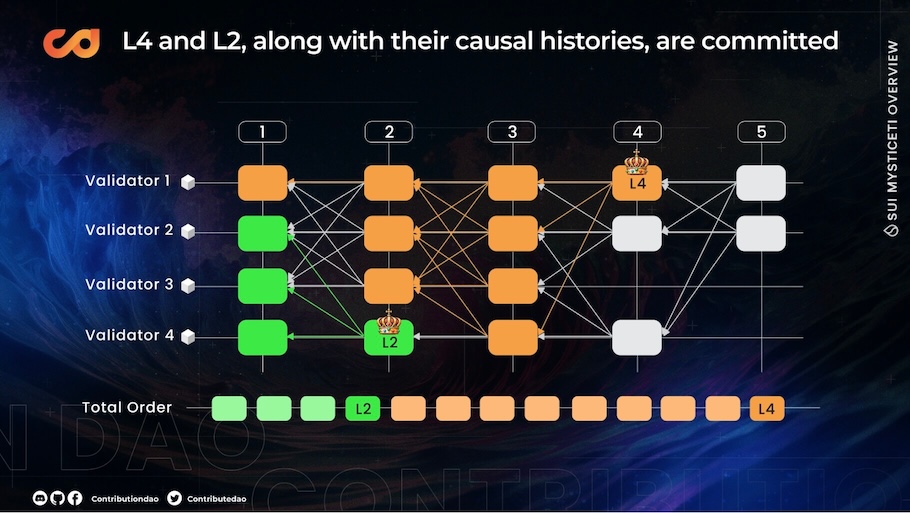 L4 and L2, along with their causal histories, are committed
SUI MYSTICETI OVERVIEW
1 2 3 4 5
Validator 1
L4
Validator 2
Validator 3
Validator 4
L2
Total Order
L2
L4
N DAO
CONTRIBUTIO
Contributiondao
Contributedao